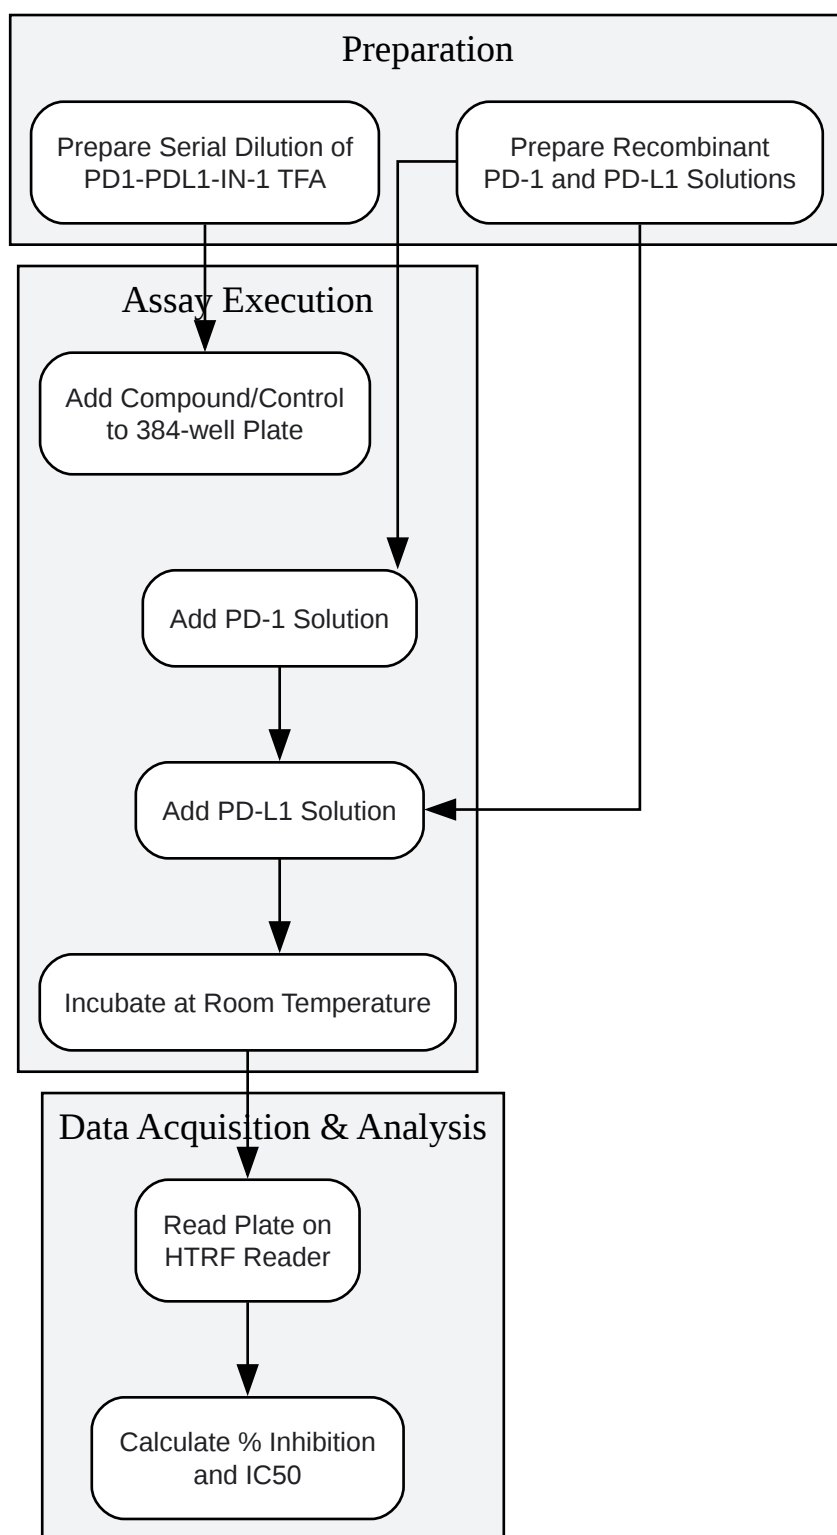 Preparation
Prepare Serial Dilution of
PD1-PDL1-IN-1 TFA
Prepare Recombinant
PD-1 and PD-L1 Solutions
Assay Execution
Add Compound/Control
to 384-well Plate
Add PD-1 Solution
Add PD-L1 Solution
Incubate at Room Temperature
Data Acquisition & Analysis
Read Plate on
HTRF Reader
Calculate % Inhibition
and IC50